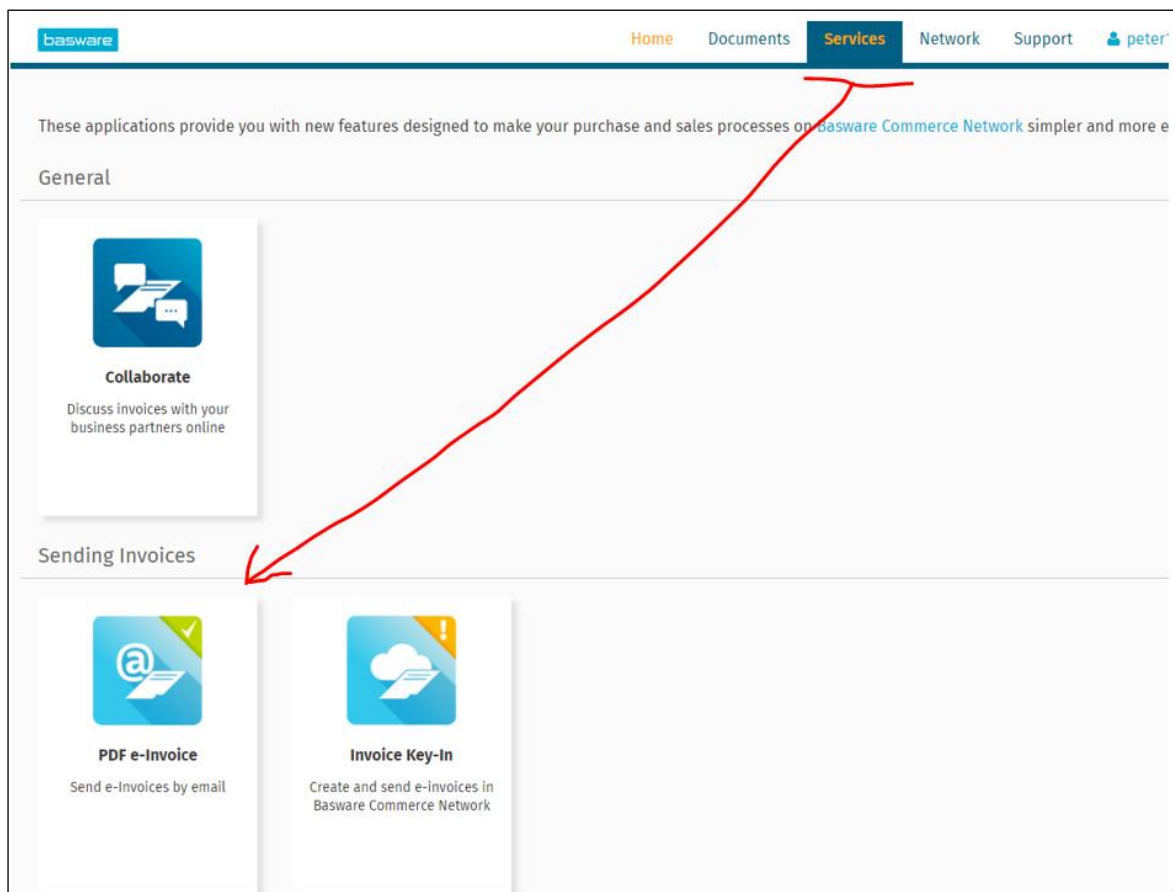 basware
Home Documents Services Network Support peter
These applications provide you with new features designed to make your purchase and sales processes on Basware Commerce Network simpler and more e
General
Collaborate
Discuss invoices with your
business partners online
Sending Invoices
PDF e-Invoice
Send e-Invoices by email
Invoice Key-In
Create and send e-invoices in
Basware Commerce Network